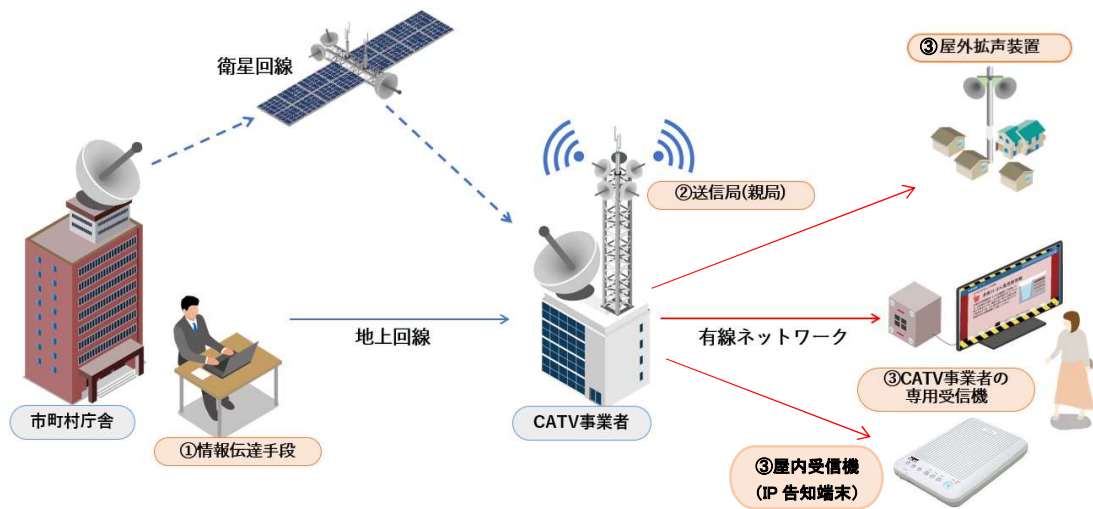 衛星回線
③屋外拡声装置
②送信局(親局)
地上回線
有線ネットワーク
市町村庁舎
①情報伝達手段
CATV事業者
③CATV事業者の
専用受信機
③屋内受信機
（IP 告知端末）